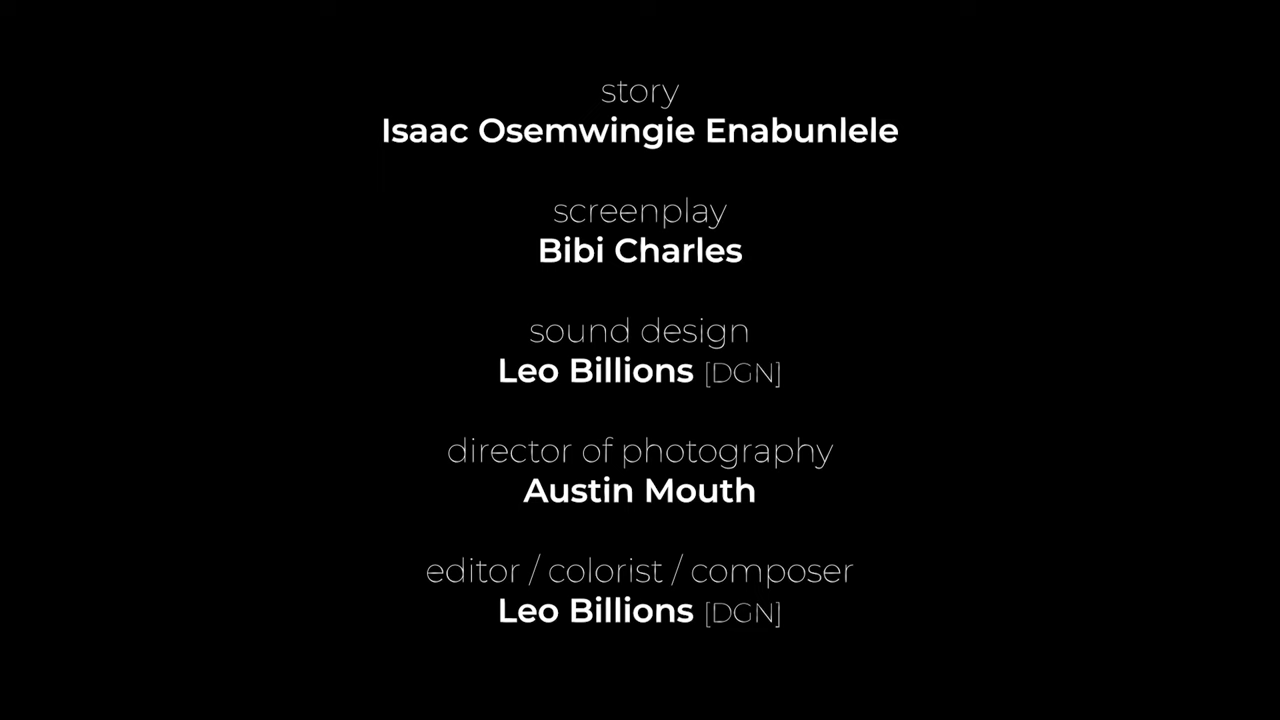 story
Isaac Osemwingie Enabunlele
screenplay
Bibi Charles
sound design
Leo Billions [DGN]
director of photography
Austin Mouth
editor / colorist / composer
Leo Billions [DGN]